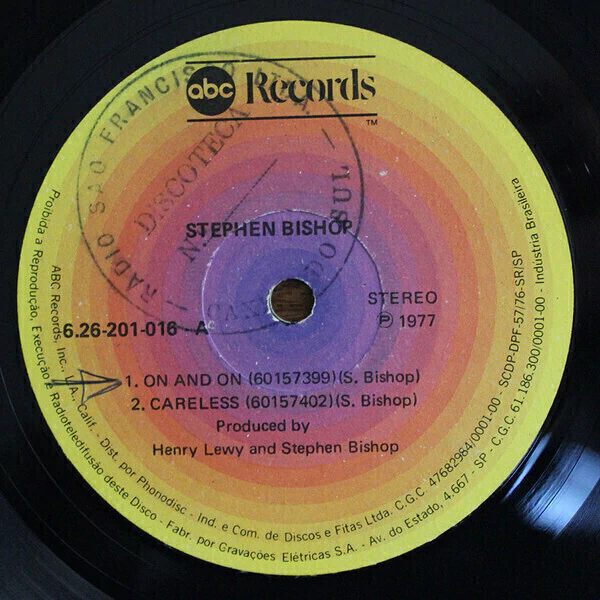 abc Records
TM
RADIO SÃO FRANCISCO
DISCOTECA
N.
DO SUL
STEPHEN BISHOP
6.26-201-016 A
STEREO
Ⓟ 1977
1. ON AND ON (60157399)(S. Bishop)
2. CARELESS (60157402)(S. Bishop)
Produced by
Henry Lewy and Stephen Bishop
Proibida a Reprodução, Execução e Radioteledifusão deste Disco - Fabr. por Gravações Elétricas S.A. - Av. do Estado, 4.667 - SP - C.G.C. 61.186.300/0001-00 - Indústria Brasileira
ABC Records, Inc., Calif. - Dist. por Phonodisc - Ind. e Com. de Discos e Fitas Ltda. C.G.C 47682984/0001-00 - SCDP-DPF-57/76-SR/SP